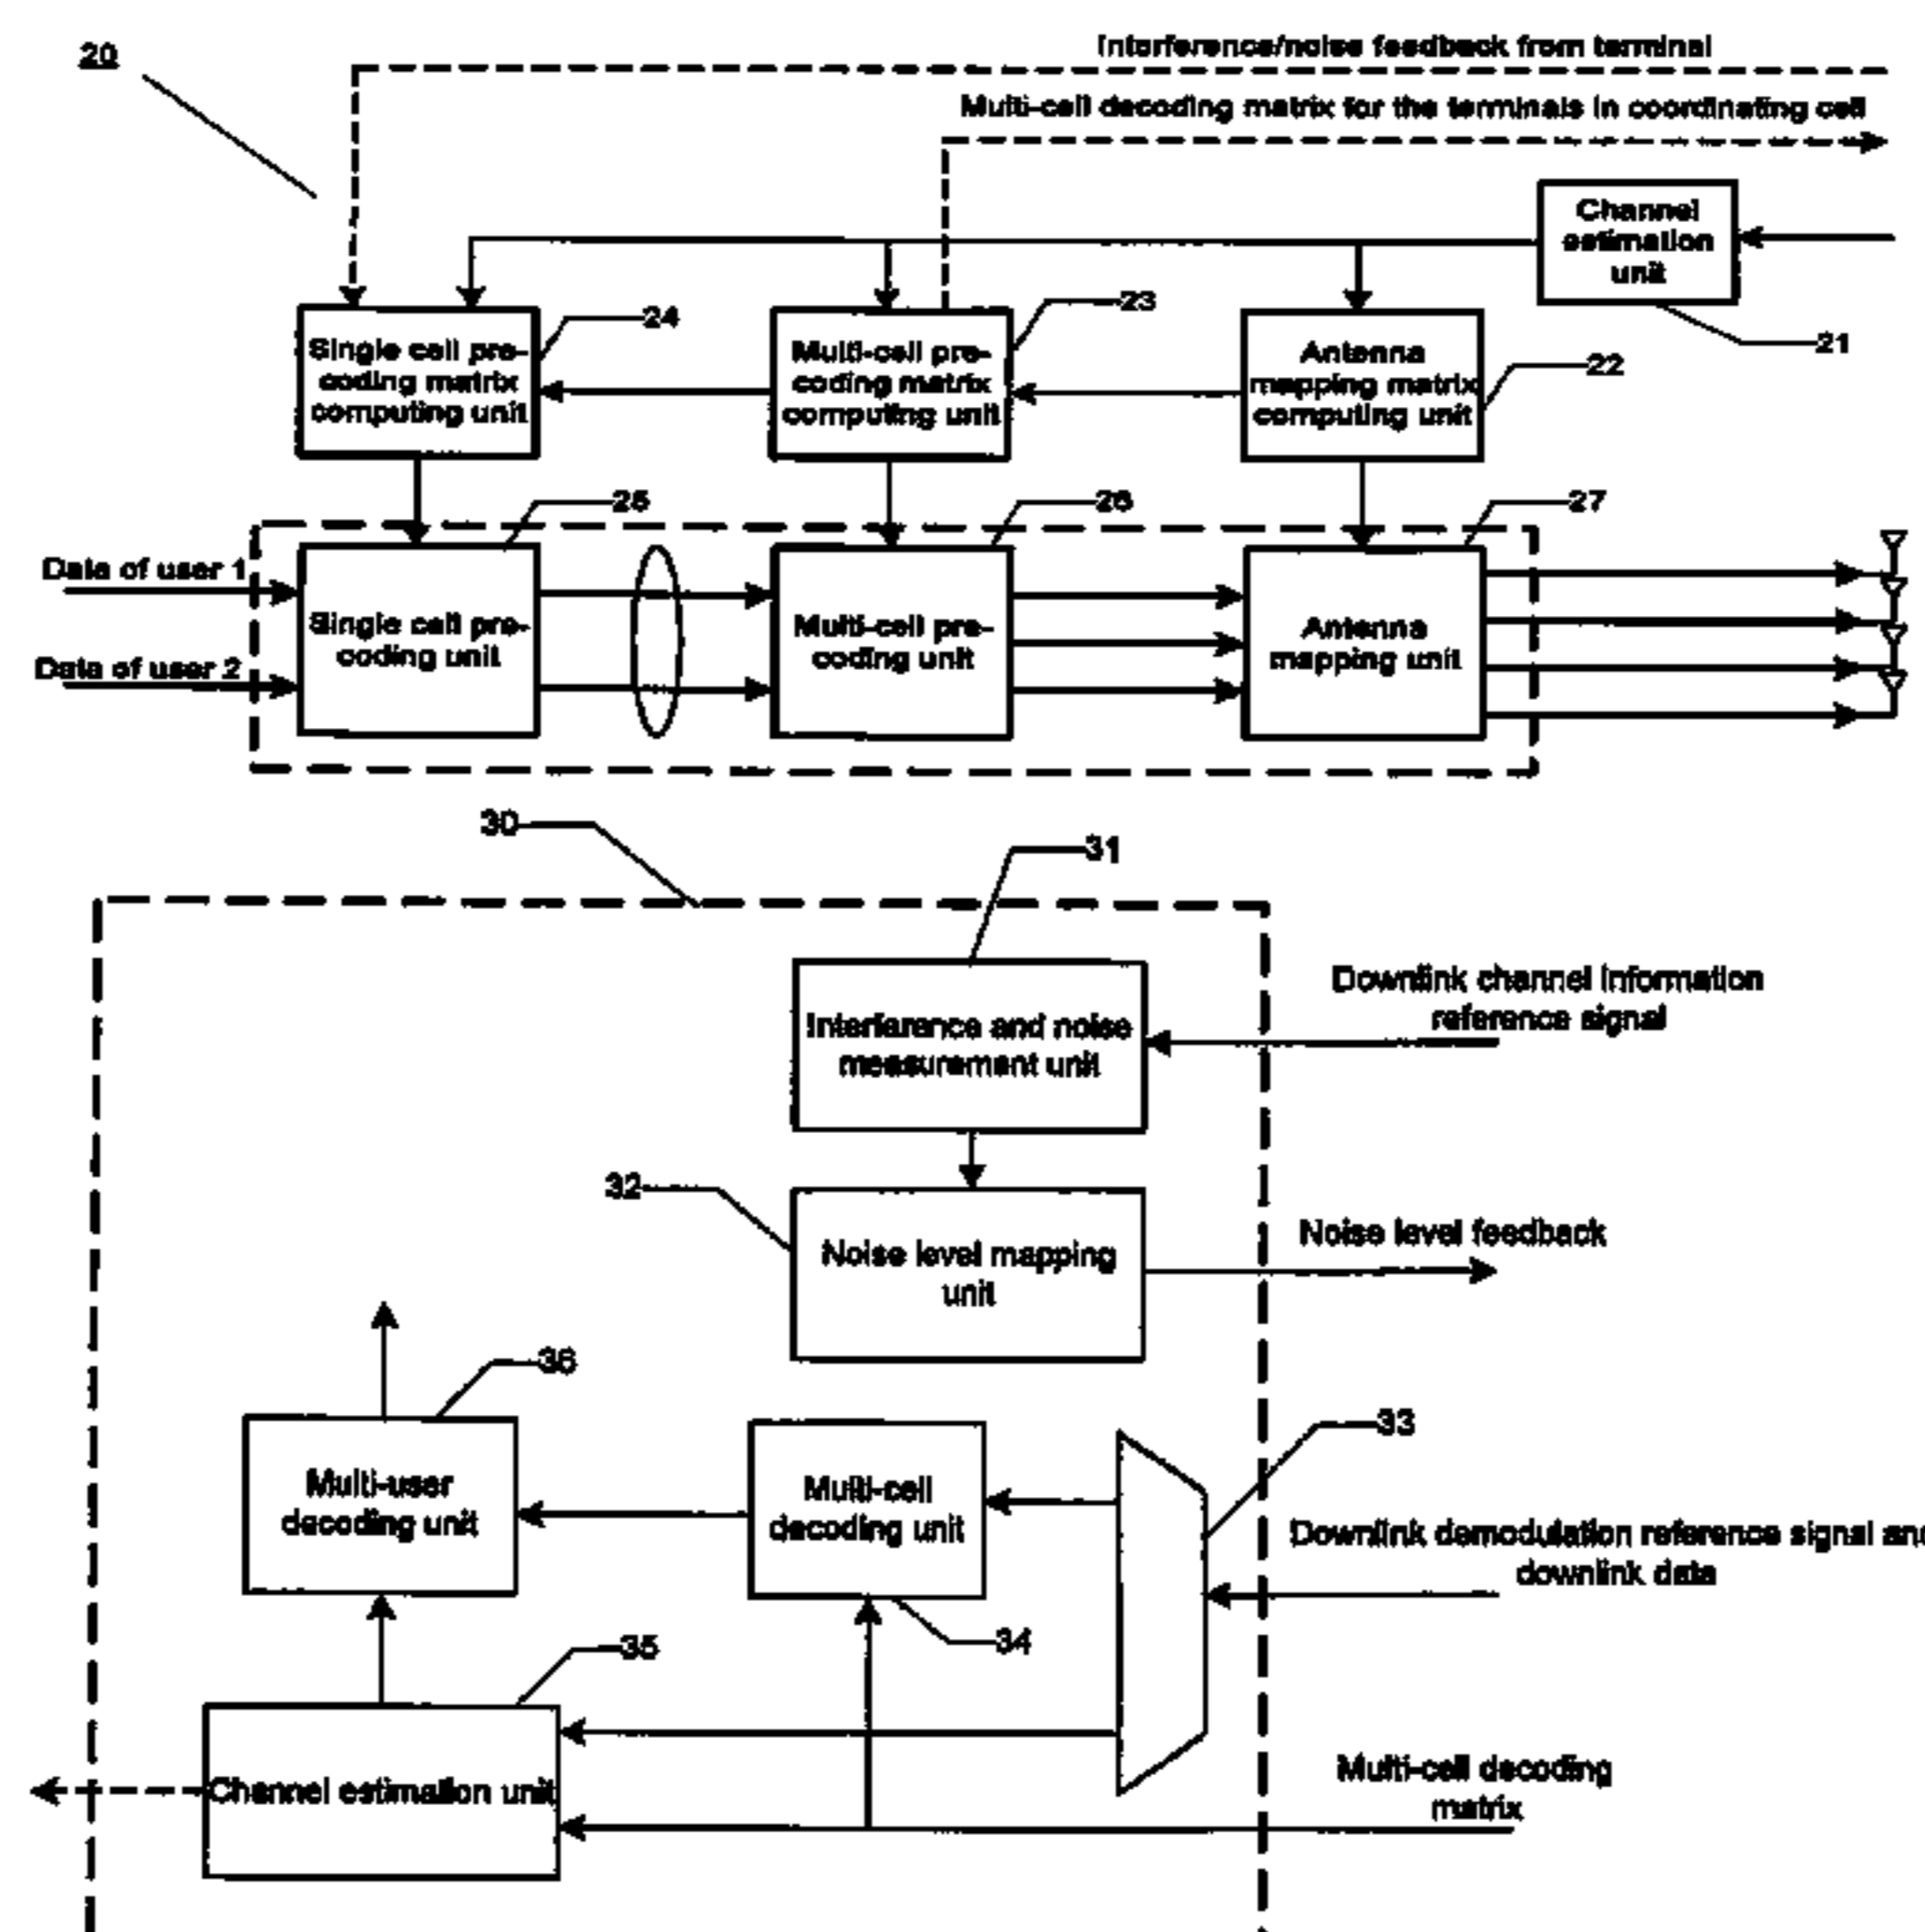 20
Interference/noise feedback from terminal
Multi-cell decoding matrix for the terminals in coordinating cell
Channel
estimation
unit
21
24
23
22
Single cell pre-
coding matrix
computing unit
Multi-cell pre-
coding matrix
computing unit
Antenna
mapping matrix
computing unit
25
26
27
Data of user 1
Data of user 2
Single cell pre-
coding unit
Multi-cell pre-
coding unit
Antenna
mapping unit
30
31
Interference and noise
measurement unit
Downlink channel information
reference signal
32
Noise level mapping
unit
Noise level feedback
36
33
Multi-user
decoding unit
Multi-cell
decoding unit
Downlink demodulation reference signal and
downlink data
35
34
Channel estimation unit
Multi-cell decoding
matrix